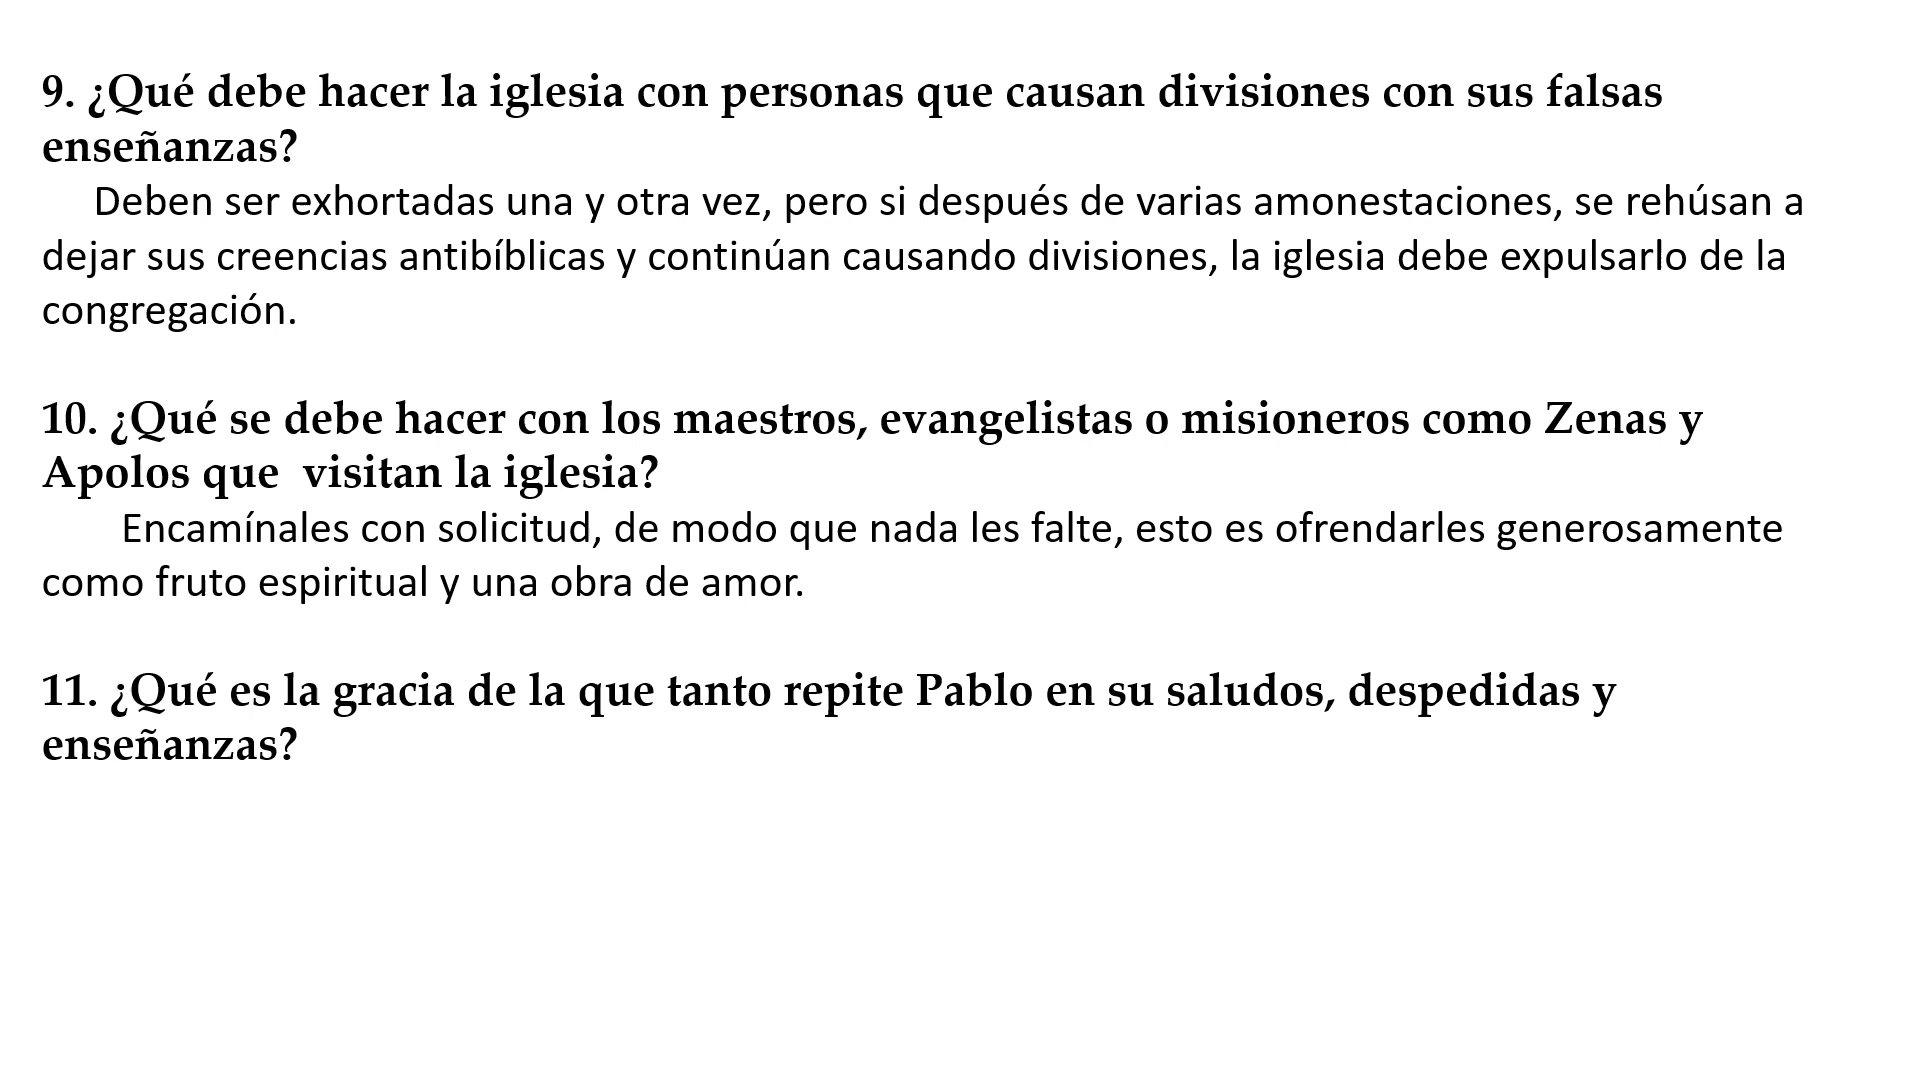 9. ¿Qué debe hacer la iglesia con personas que causan divisiones con sus falsas
enseñanzas?
Deben ser exhortadas una y otra vez, pero si después de varias amonestaciones, se rehúsan a
dejar sus creencias antibíblicas y continúan causando divisiones, la iglesia debe expulsarlo de la
congregación.
10. ¿Qué se debe hacer con los maestros, evangelistas o misioneros como Zenas y
Apolos que  visitan la iglesia?
Encamínales con solicitud, de modo que nada les falte, esto es ofrendarles generosamente
como fruto espiritual y una obra de amor.
11. ¿Qué es la gracia de la que tanto repite Pablo en su saludos, despedidas y
enseñanzas?